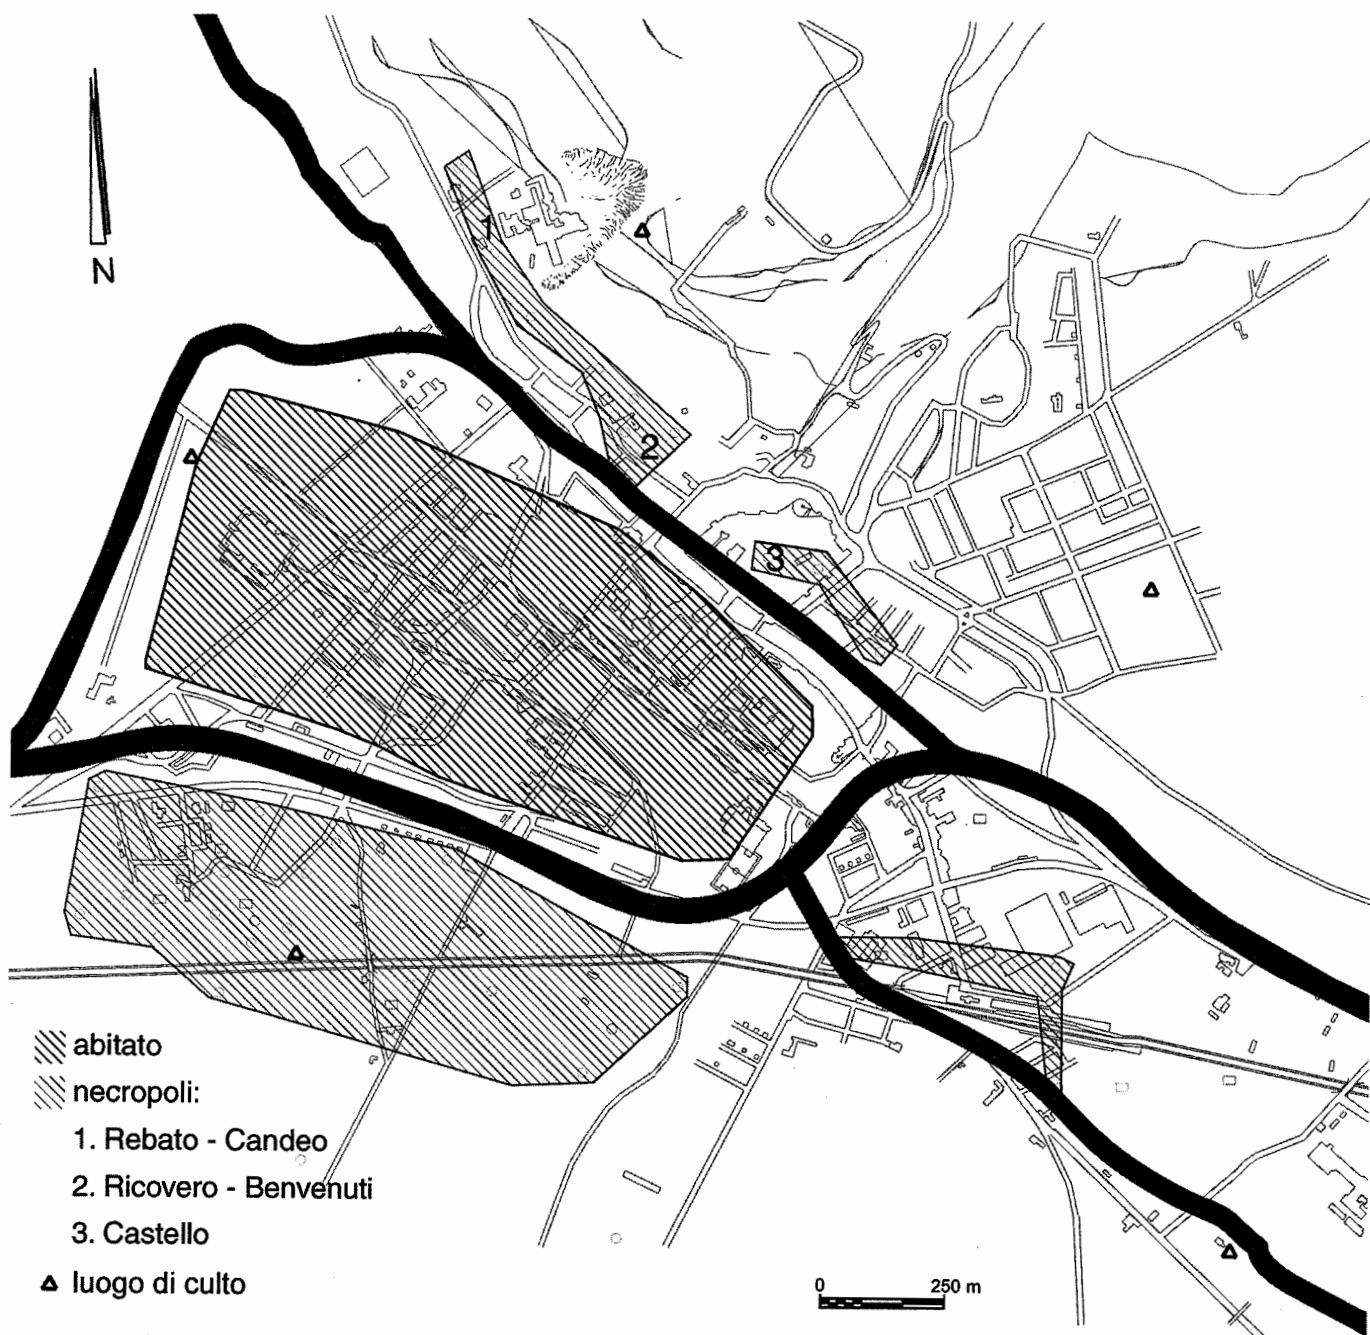 N
1
2
3
abitato
necropoli:
1. Rebato - Candeo
2. Ricovero - Benvenuti
3. Castello
luogo di culto
0 250 m